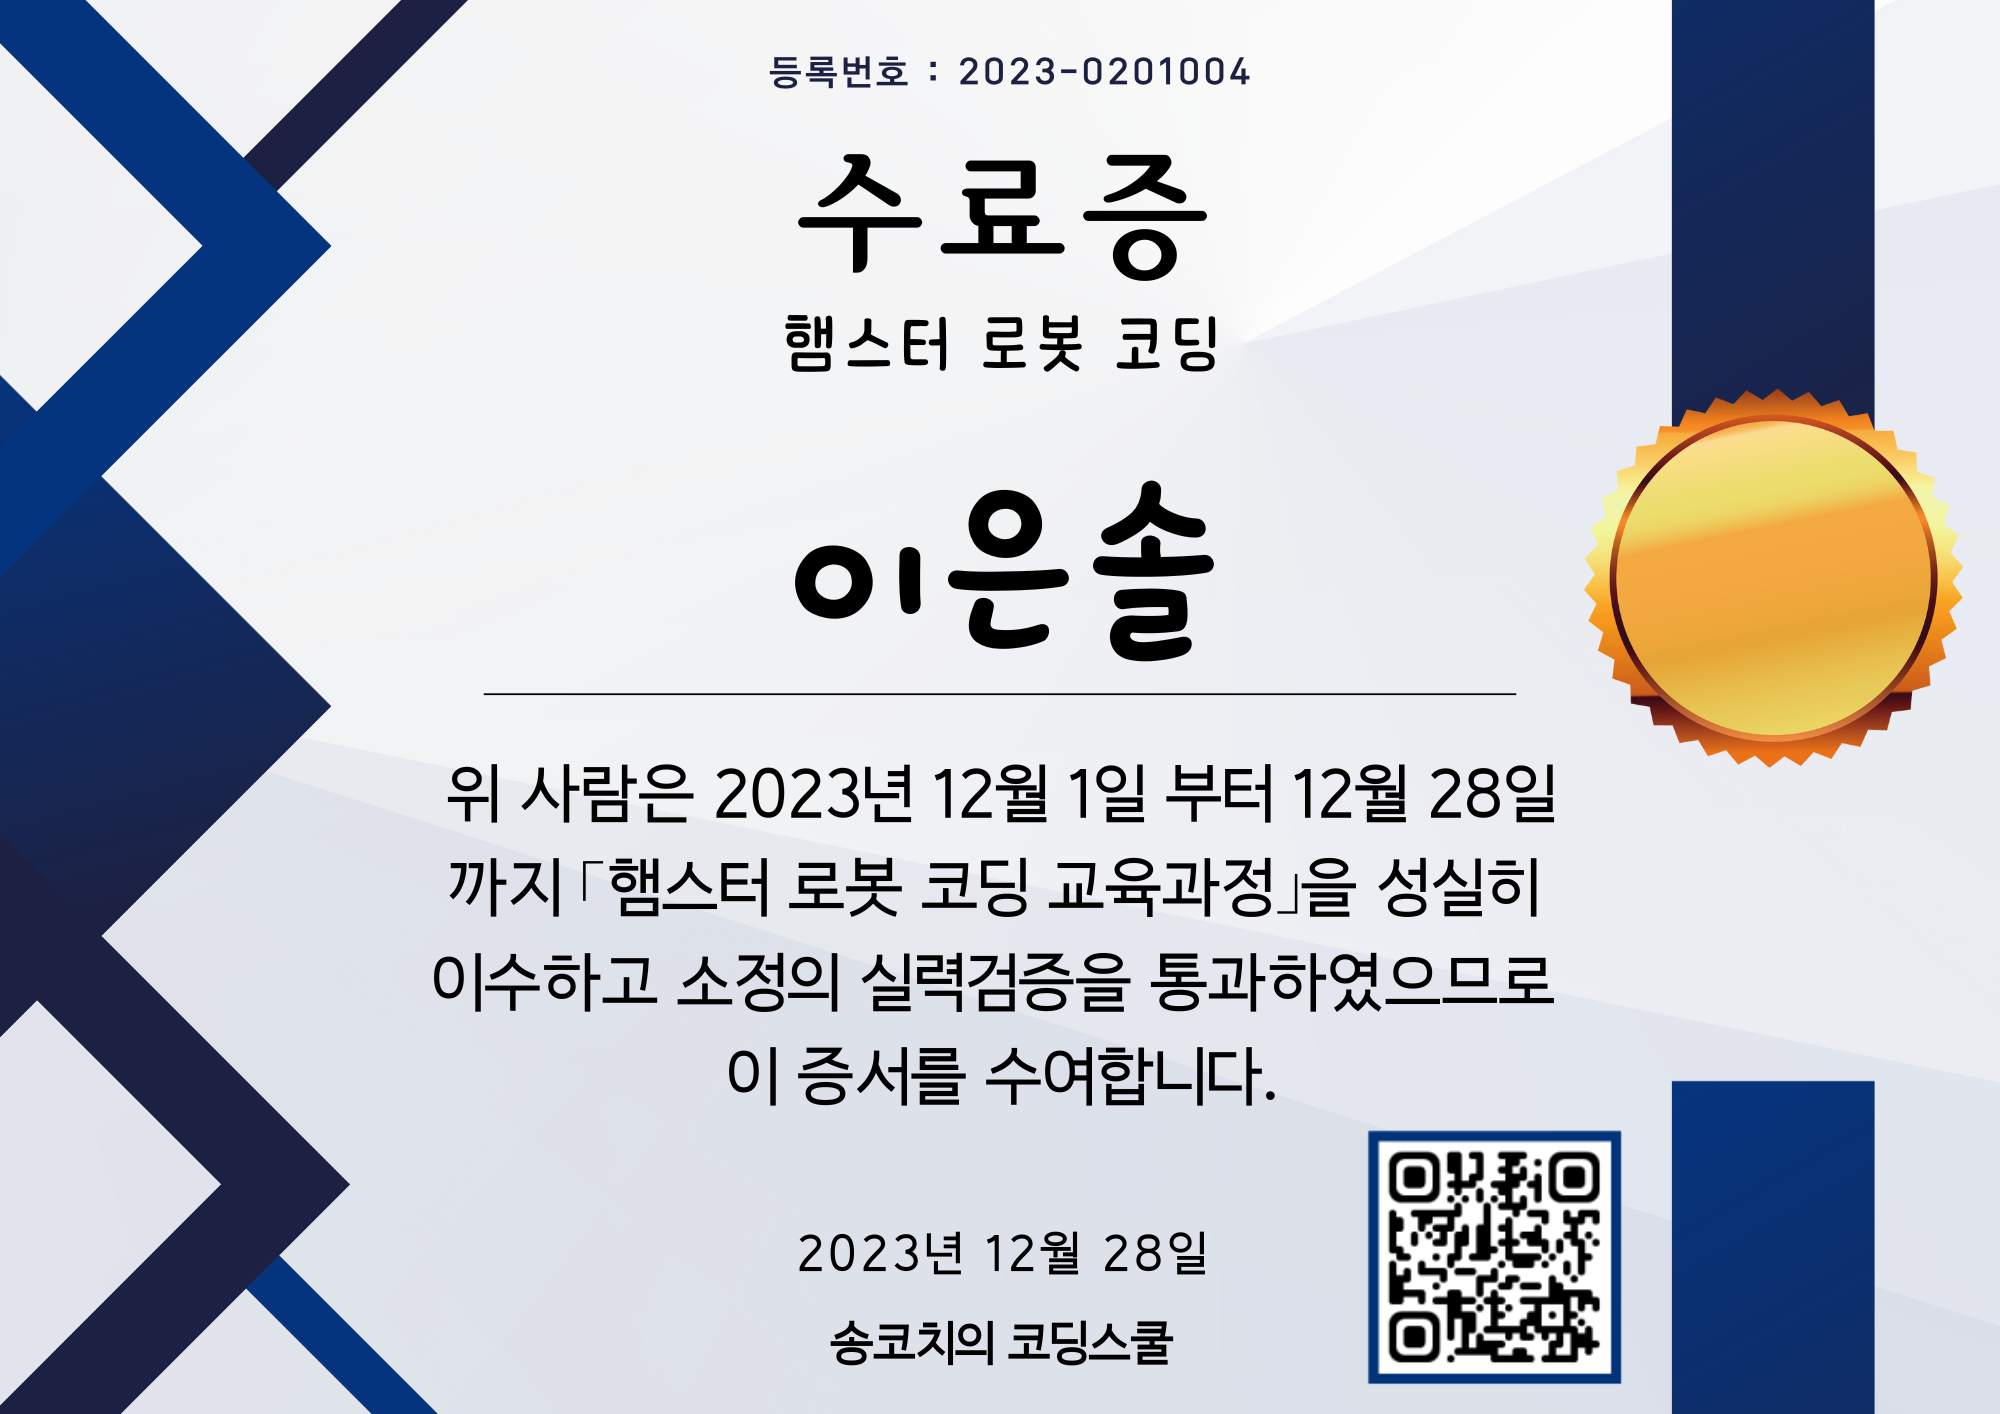 등록번호 : 2023-0201004
수료증
햄스터 로봇 코딩
이은솔
위 사람은 2023년 12월 1일 부터 12월 28일
까지 「햄스터 로봇 코딩 교육과정」을 성실히
이수하고 소정의 실력검증을 통과하였으므로
이 증서를 수여합니다.
2023년 12월 28일
송코치의 코딩스쿨